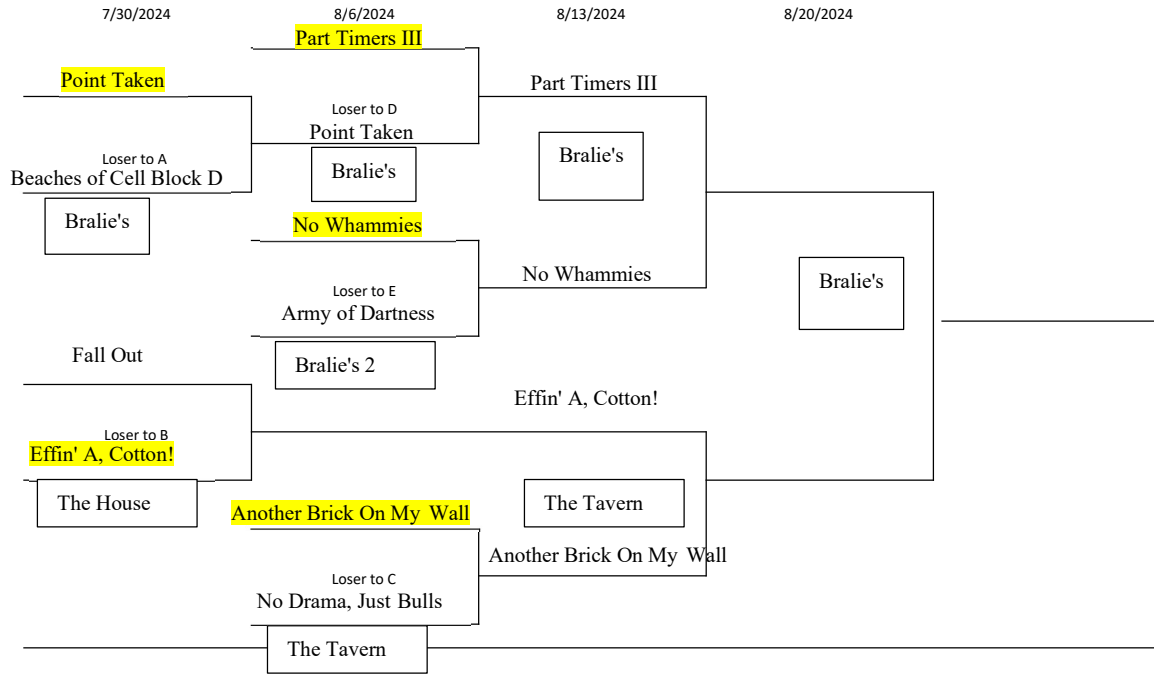 7/30/2024 8/6/2024 8/13/2024 8/20/2024
Part Timers III
Point Taken
Part Timers III
Loser to D
Point Taken
Loser to A
Beaches of Cell Block D
Bralie's
Bralie's
Bralie's
No Whammies
No Whammies
Bralie's
Loser to E
Army of Dartness
Fall Out
Bralie's 2
Effin' A, Cotton!
Loser to B
Effin' A, Cotton!
The House
The Tavern
Another Brick On My Wall
Another Brick On My Wall
Loser to C
No Drama, Just Bulls
The Tavern